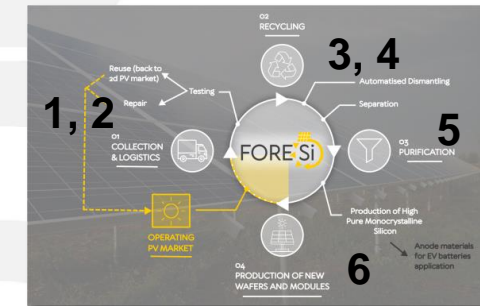 02
RECYCLING
3, 4
Reuse (back to
2d PV market)
Testing
Automatised Dismantling
Repair
Separation
1, 2
01
COLLECTION
& LOGISTICS
FORESi
5
03
PURIFICATION
OPERATING
PV MARKET
Production of High
Pure Monocrystalline
Silicon
Anode materials
for EV batteries
application
04
PRODUCTION OF NEW
WAFERS AND MODULES
6